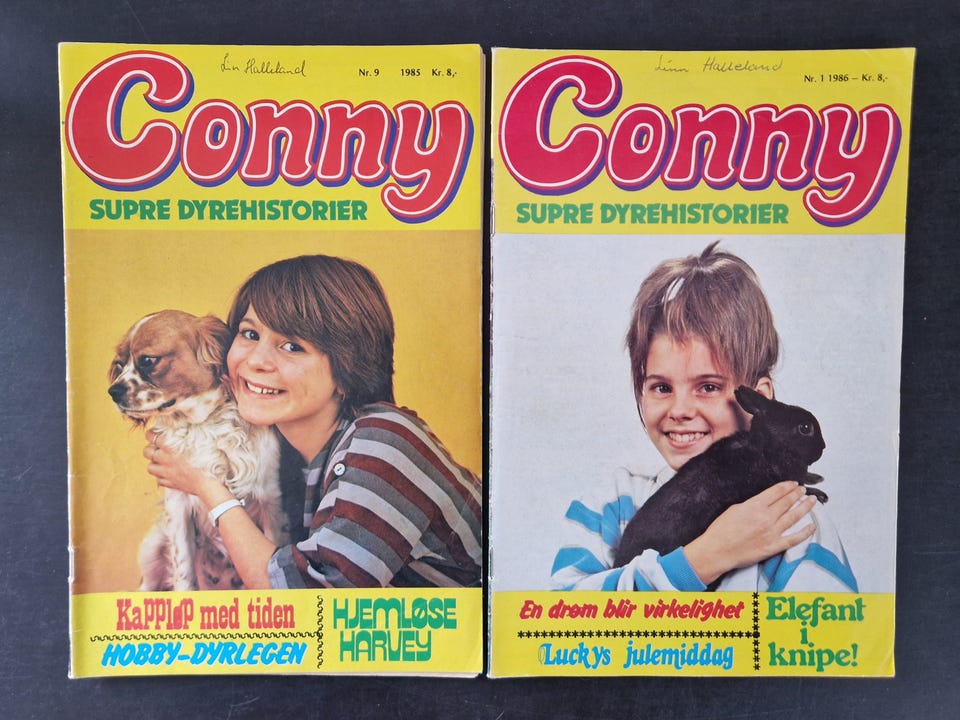 Linn Halleland
Nr. 9 1985 Kr. 8,-
Conny
SUPRE DYREHISTORIER
Kappløp med tiden
HOBBY-DYRLEGEN
HJEMLØSE
HARVEY
Linn Halleland
Nr. 1 1986 – Kr. 8,-
Conny
SUPRE DYREHISTORIER
En drøm blir virkelighet
Luckys julemiddag
Elefant
i
knipe!